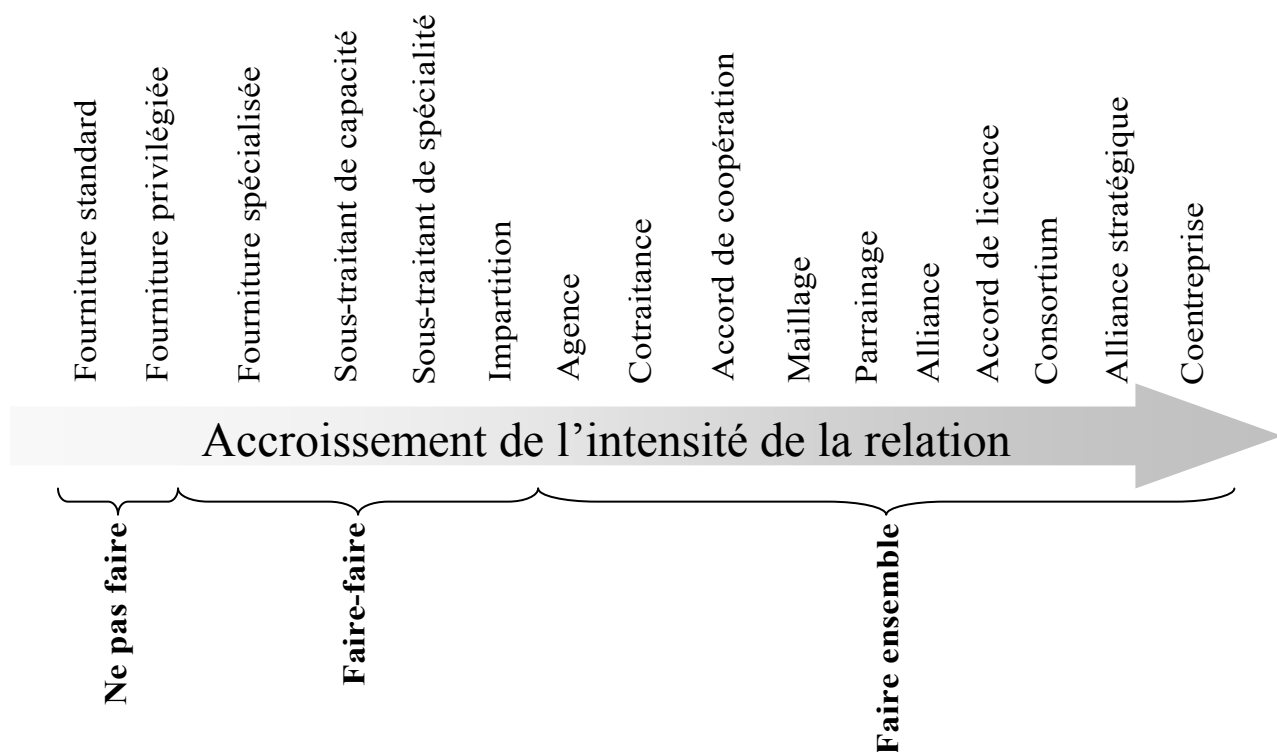 Fourniture standard
Fourniture privilégiée
Fourniture spécialisée
Sous-traitant de capacité
Sous-traitant de spécialité
Impartition
Agence
Cotraitance
Accord de coopération
Maillage
Parrainage
Alliance
Accord de licence
Consortium
Alliance stratégique
Coentreprise
Accroissement de l’intensité de la relation
Ne pas faire
Faire-faire
Faire ensemble